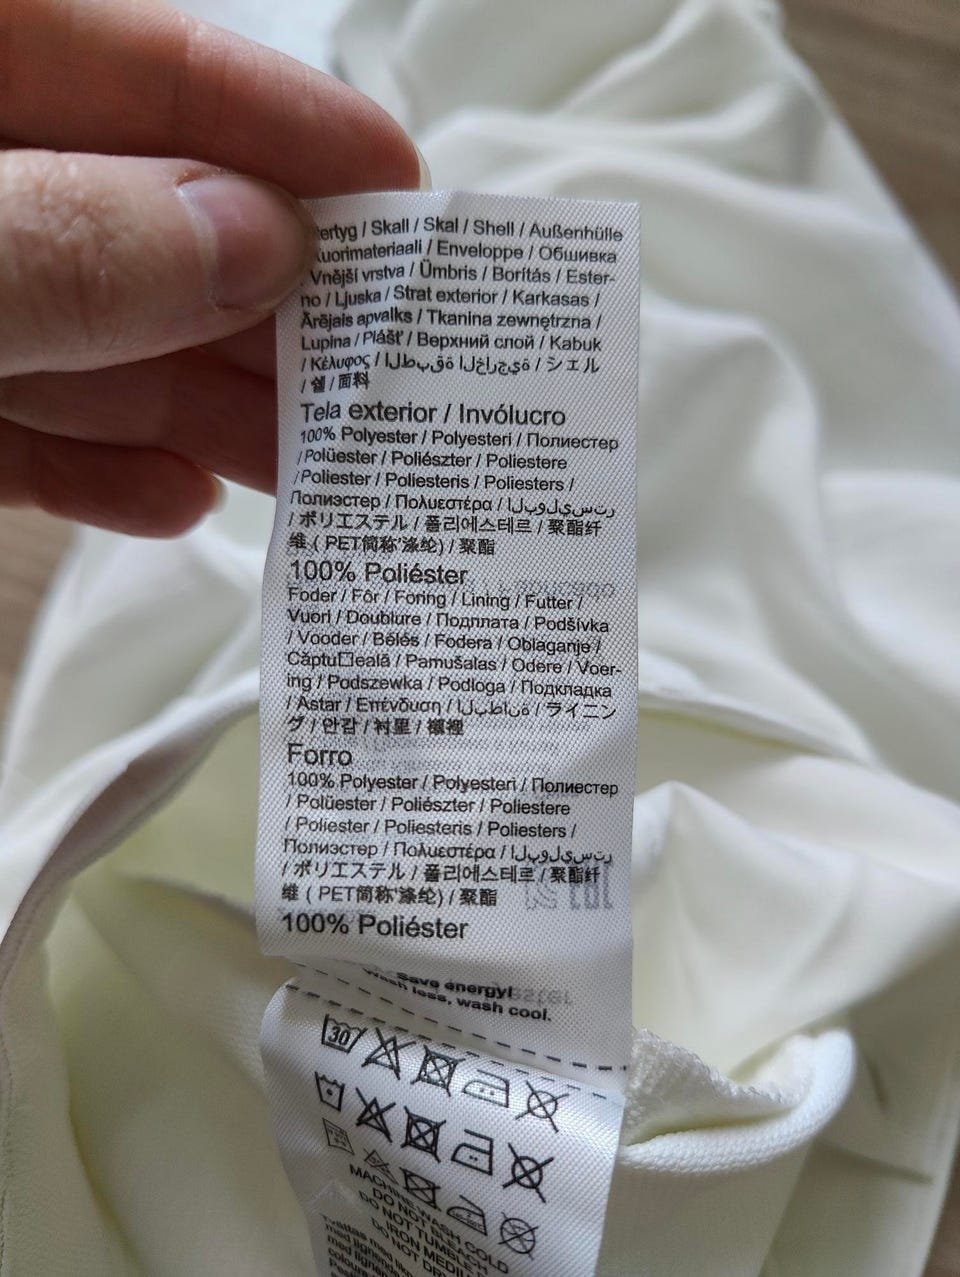 / Skall / Skal / Shell / Außenhülle
/ Enveloppe / Обшивка
Vnější vrstva / Ümbris / Borítás / Ester-
no / Ljuska / Strat exterior / Karkasas /
Ārējais apvalks / Tkanina zewnętrzna /
Lupina / Plášť / Верхний слой / Kabuk
/ Κέλυφος / الطبقة الخارجية / シェル
/ 쉘 / 面料
Tela exterior / Invólucro
100% Polyester / Polyesteri / Полиестер
/ Polüester / Poliészter / Poliestere
/ Poliester / Poliesteris / Poliesters /
Полиэстер / Πολυεστέρα / البوليستر
/ ポリエステル / 폴리에스테르 / 聚酯纤
维 ( PET简称'涤纶) / 聚酯
100% Poliéster
Foder / Fôr / Foring / Lining / Futter /
Vuori / Doublure / Подплата / Podšívka
/ Vooder / Bélés / Fodera / Oblaganje /
Căptu□eală / Pamušalas / Odere / Voer-
ing / Podszewka / Podloga / Подкладка
/ Astar / Επένδυση / البطانة / ライニン
グ / 안감 / 衬里 / 襯裡
Forro
100% Polyester / Polyesteri / Полиестер
/ Polüester / Poliészter / Poliestere
/ Poliester / Poliesteris / Poliesters /
Полиэстер / Πολυεστέρα / البوليستر
/ ポリエステル / 폴리에스테르 / 聚酯纤
维 ( PET简称'涤纶) / 聚酯
100% Poliéster
Save energy!
Wash less, wash cool.
30
MACHINE WASH COLD
DO NOT BLEACH
DO NOT TUMBLE
IRON MEDIU
DO NOT DRY